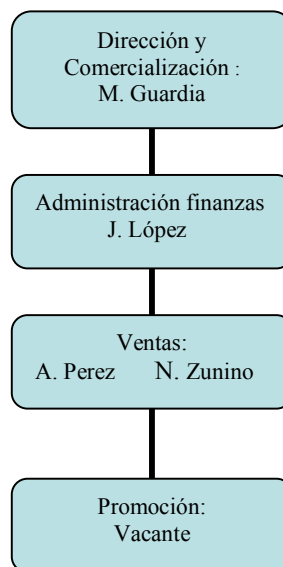 Dirección y
Comercialización :
M. Guardia
Administración finanzas
J. López
Ventas:
A. Perez N. Zunino
Promoción:
Vacante